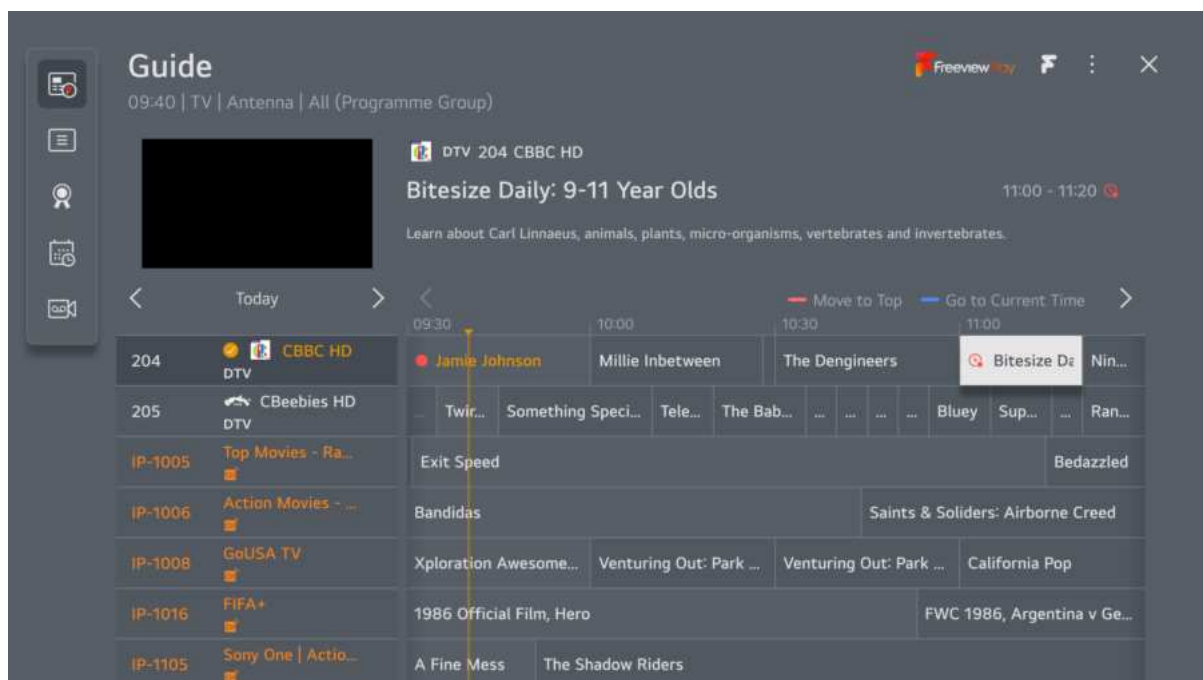 Guide
Freeview Play
09:40 | TV | Antenna | All (Programme Group)
DTV 204 CBBC HD
Bitesize Daily: 9-11 Year Olds
11:00 - 11:20
Learn about Carl Linnaeus, animals, plants, micro-organisms, vertebrates and invertebrates.
Today
Move to Top
Go to Current Time
09:30 10:00 10:30 11:00
204 CBBC HD Jamie Johnson Millie Inbetween The Dengineers Bitesize Da Nin...
DTV
205 CBeebies HD ... Twir... Something Speci... Tele... The Bab... ... ... ... ... Bluey Sup... ... Ran...
DTV
IP-1005 Top Movies - Ra... Exit Speed Bedazzled
IP-1006 Action Movies - ... Bandidas Saints & Soliders: Airborne Creed
IP-1008 GoUSA TV Xploration Awesome... Venturing Out: Park ... Venturing Out: Park ... California Pop
IP-1016 FIFA+ 1986 Official Film, Hero FWC 1986, Argentina v Ge...
IP-1105 Sony One | Actio... A Fine Mess The Shadow Riders